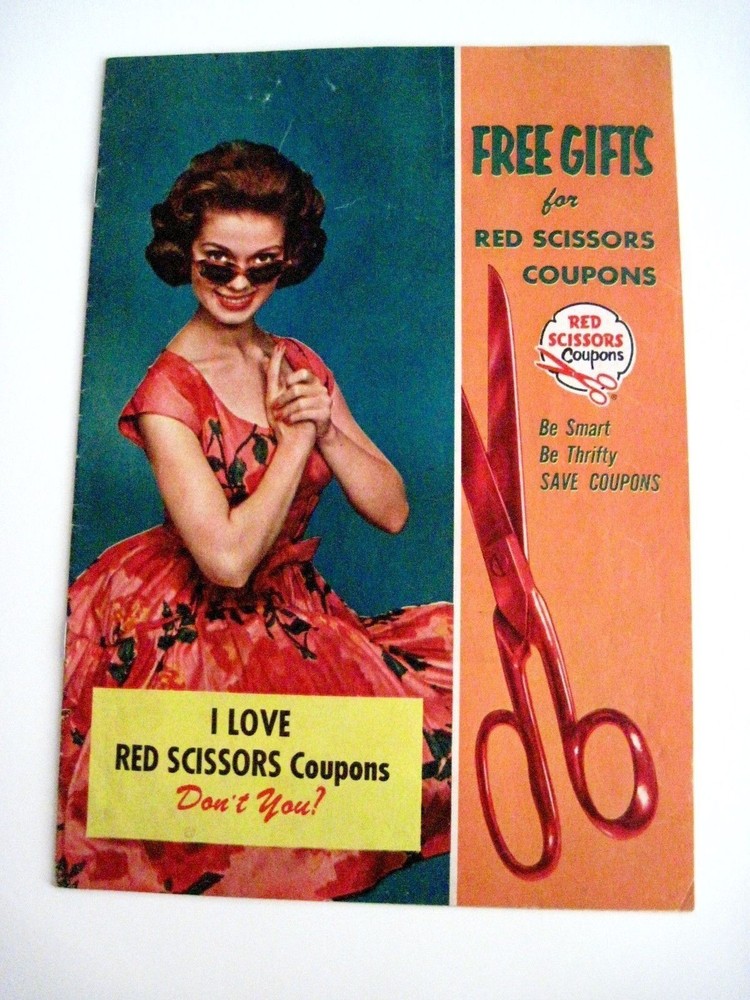 FREE GIFTS
for
RED SCISSORS
COUPONS
RED
SCISSORS
Coupons
®
Be Smart
Be Thrifty
SAVE COUPONS
I LOVE
RED SCISSORS Coupons
Don't You?